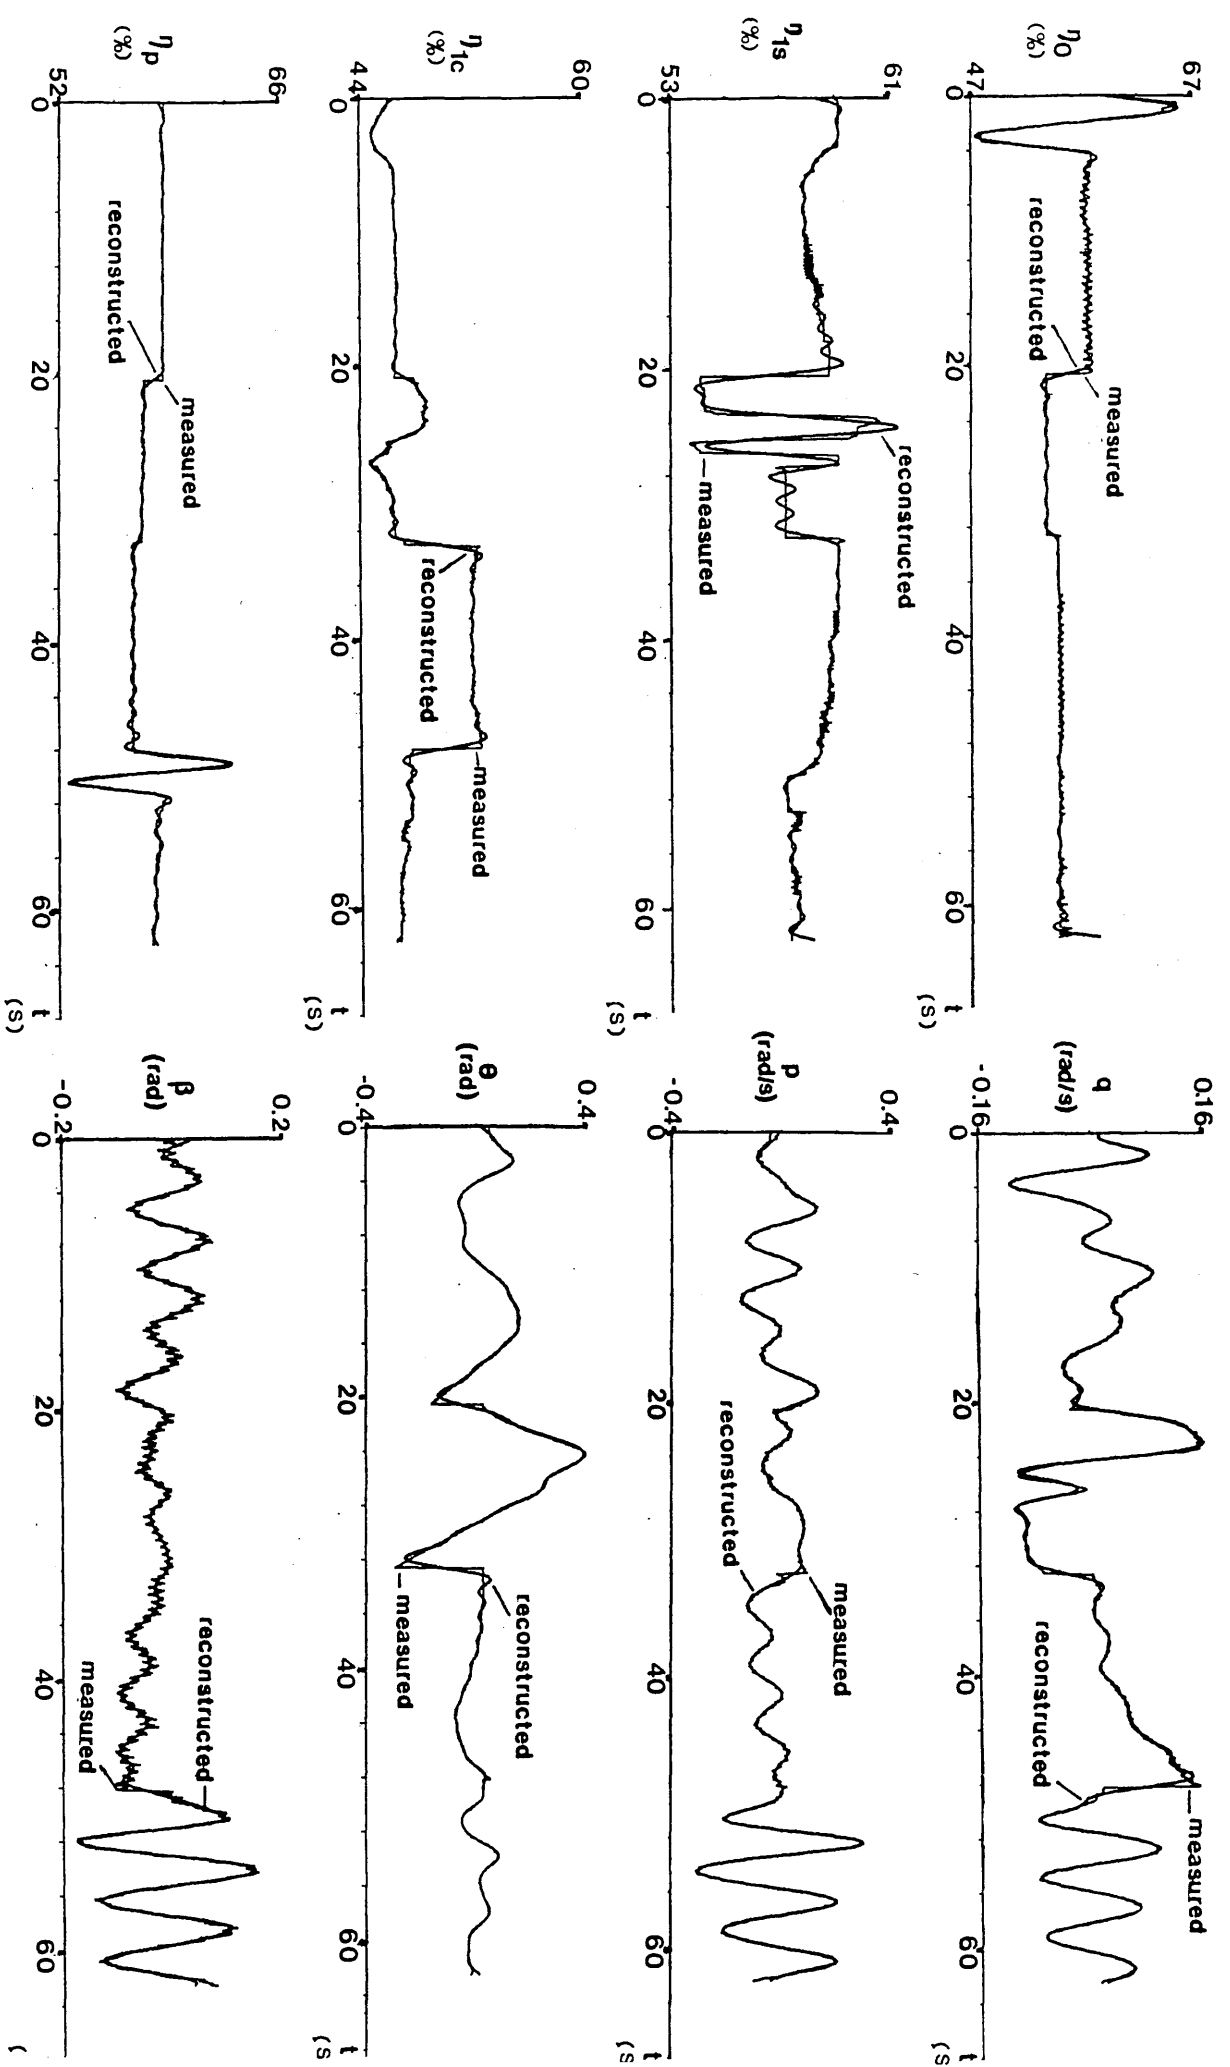 67
η0
(%)
47
0
20
40
60
t
(s)
reconstructed
measured
61
η1s
(%)
53
0
20
40
60
t
(s)
reconstructed
measured
60
η1c
(%)
44
0
20
40
60
t
(s)
reconstructed
measured
66
ηp
(%)
52
0
20
40
60
t
(s)
reconstructed
measured
0.16
q
(rad/s)
-0.16
0
20
40
60
t
(s
reconstructed
measured
0.4
p
(rad/s)
-0.4
0
20
40
60
t
(s
reconstructed
measured
0.4
θ
(rad)
-0.4
0
20
40
60
t
(s
reconstructed
measured
0.2
β
(rad)
-0.2
0
20
40
60
(
reconstructed
measured